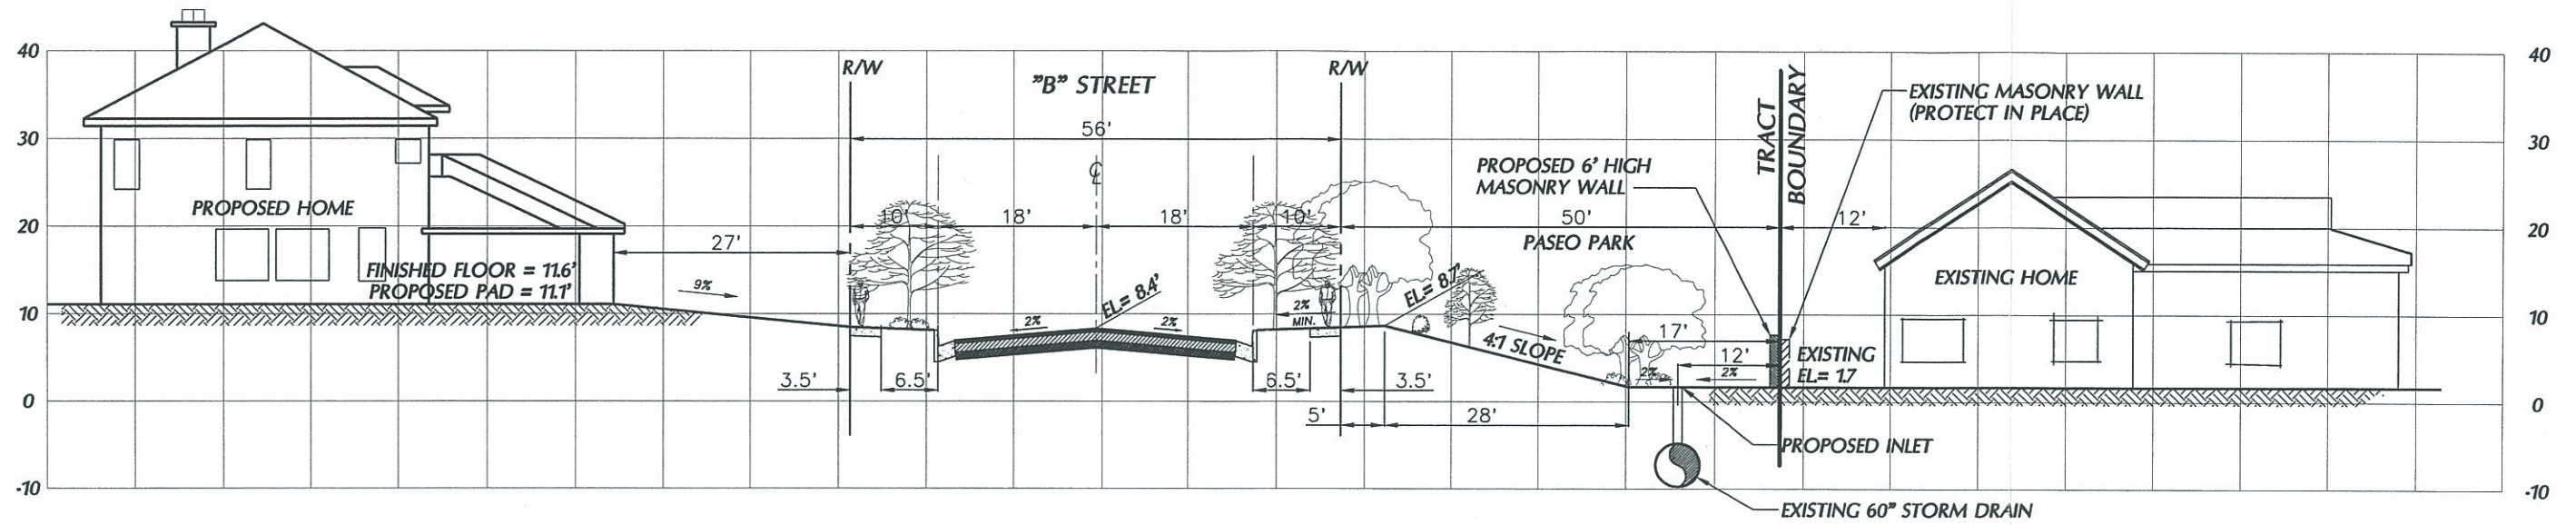 40
30
20
10
0
-10
PROPOSED HOME
FINISHED FLOOR = 11.6'
PROPOSED PAD = 11.1'
27'
9%
R/W
"B" STREET
R/W
56'
℄
10'
18'
18'
10'
EL.= 8.4'
2%
2%
2%
MIN.
3.5'
6.5'
6.5'
3.5'
5'
28'
EL.= 8.7'
4:1 SLOPE
50'
PASEO PARK
PROPOSED 6' HIGH
MASONRY WALL
TRACT
BOUNDARY
EXISTING MASONRY WALL
(PROTECT IN PLACE)
12'
17'
12'
2%
2%
EXISTING
EL.= 1.7
EXISTING HOME
PROPOSED INLET
EXISTING 60" STORM DRAIN
40
30
20
10
0
-10